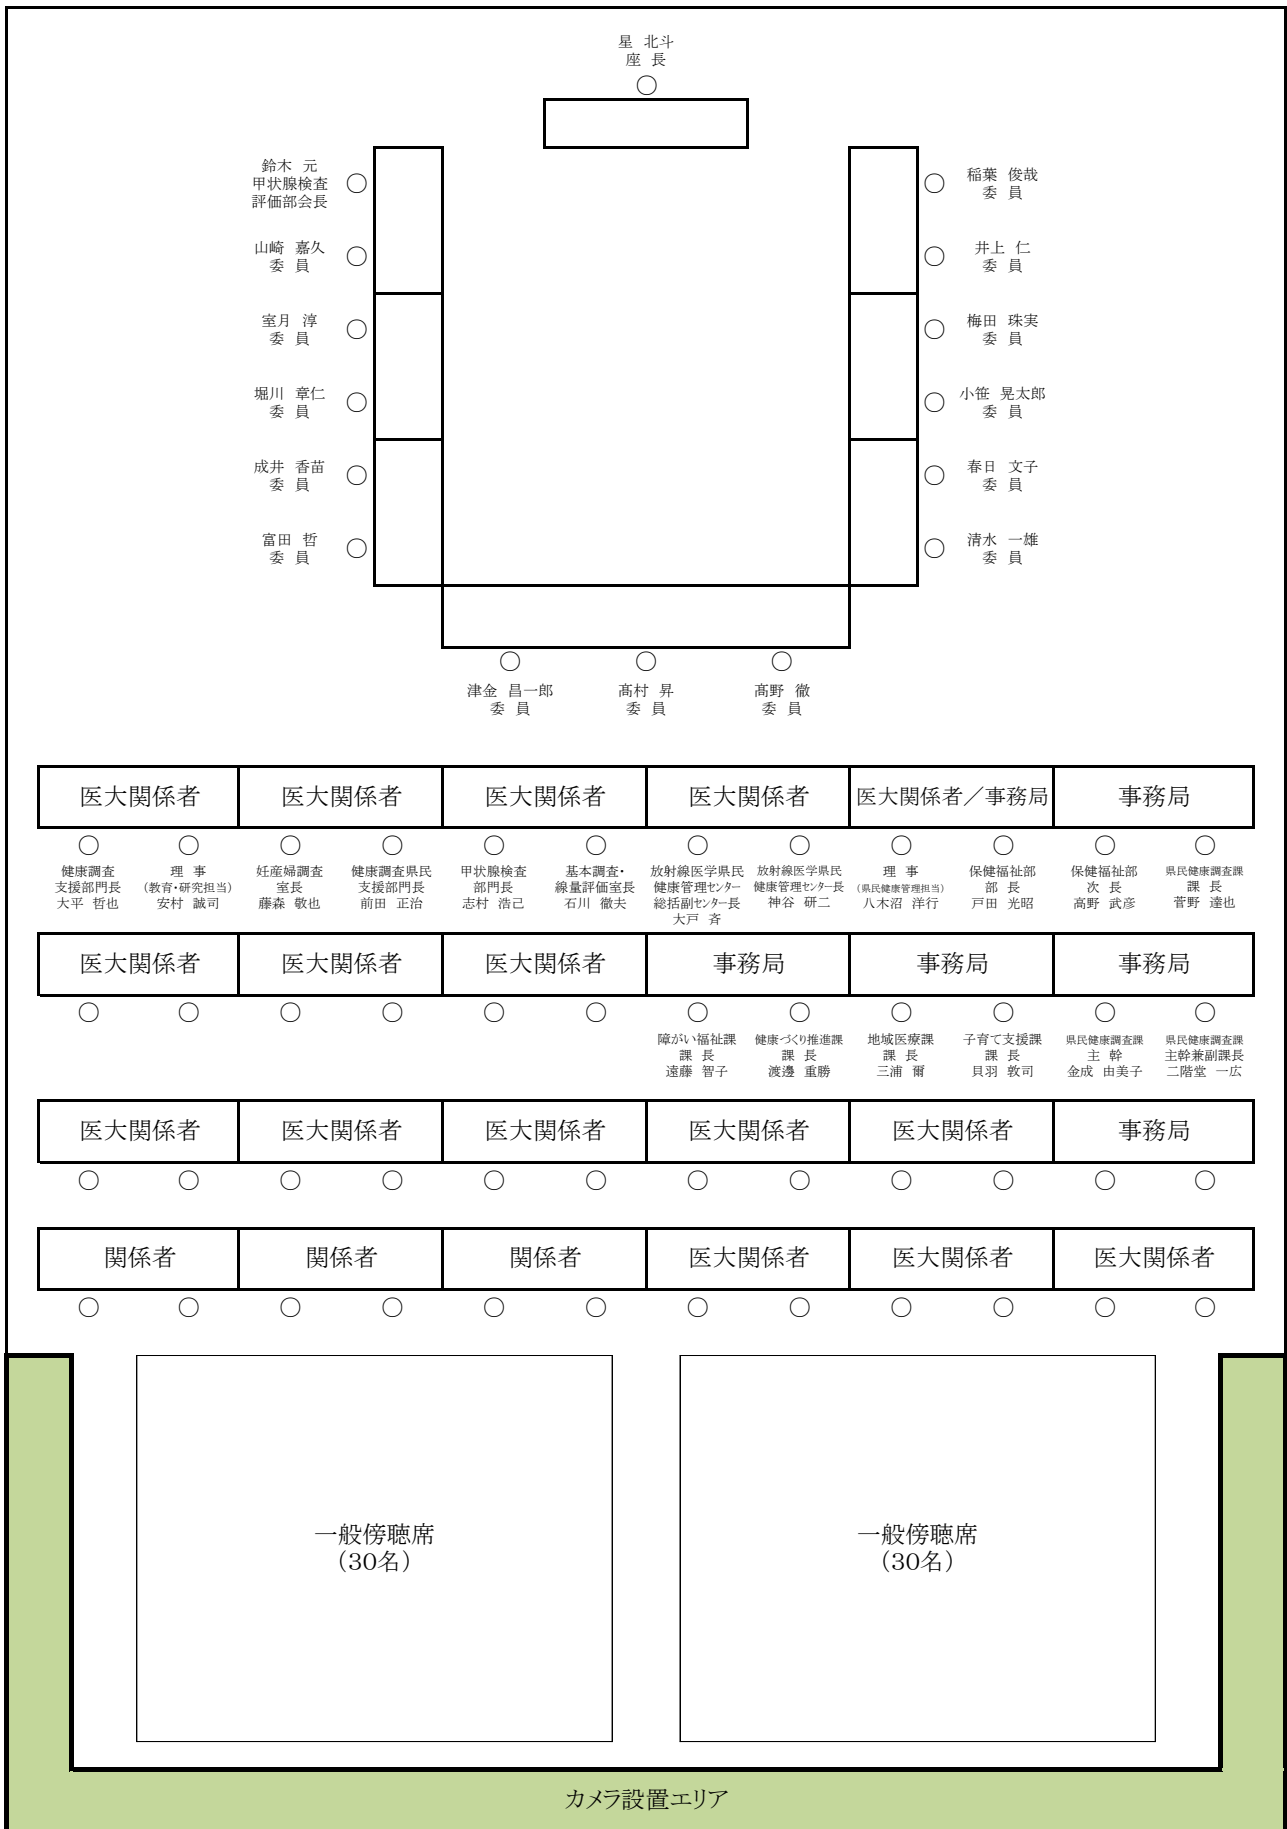 星 北斗
座 長
鈴木 元
甲状腺検査
評価部会長
稲葉 俊哉
委 員
山崎 嘉久
委 員
井上 仁
委 員
室月 淳
委 員
梅田 珠実
委 員
堀川 章仁
委 員
小笹 晃太郎
委 員
成井 香苗
委 員
春日 文子
委 員
富田 哲
委 員
清水 一雄
委 員
津金 昌一郎
委 員
髙村 昇
委 員
髙野 徹
委 員
医大関係者
医大関係者
医大関係者
医大関係者
医大関係者／事務局
事務局
健康調査
支援部門長
大平 哲也
理 事
（教育・研究担当）
安村 誠司
妊産婦調査
室長
藤森 敬也
健康調査県民
支援部門長
前田 正治
甲状腺検査
部門長
志村 浩己
基本調査・
線量評価室長
石川 徹夫
放射線医学県民
健康管理センター
総括副センター長
大戸 斉
放射線医学県民
健康管理センター長
神谷 研二
理 事
（県民健康管理担当）
八木沼 洋行
保健福祉部
部 長
戸田 光昭
保健福祉部
次 長
高野 武彦
県民健康調査課
課 長
菅野 達也
医大関係者
医大関係者
医大関係者
事務局
事務局
事務局
障がい福祉課
課 長
遠藤 智子
健康づくり推進課
課 長
渡邊 重勝
地域医療課
課 長
三浦 爾
子育て支援課
課 長
貝羽 敦司
県民健康調査課
主 幹
金成 由美子
県民健康調査課
主幹兼副課長
二階堂 一広
医大関係者
医大関係者
医大関係者
医大関係者
医大関係者
事務局
関係者
関係者
関係者
医大関係者
医大関係者
医大関係者
一般傍聴席
（30名）
一般傍聴席
（30名）
カメラ設置エリア